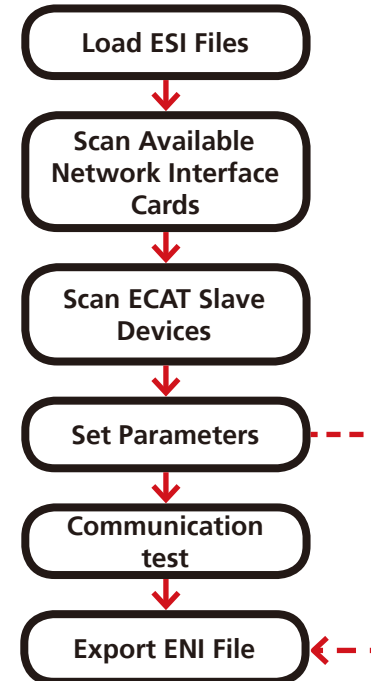 Load ESI Files
Scan Available
Network Interface
Cards
Scan ECAT Slave
Devices
Set Parameters
Communication
test
Export ENI File